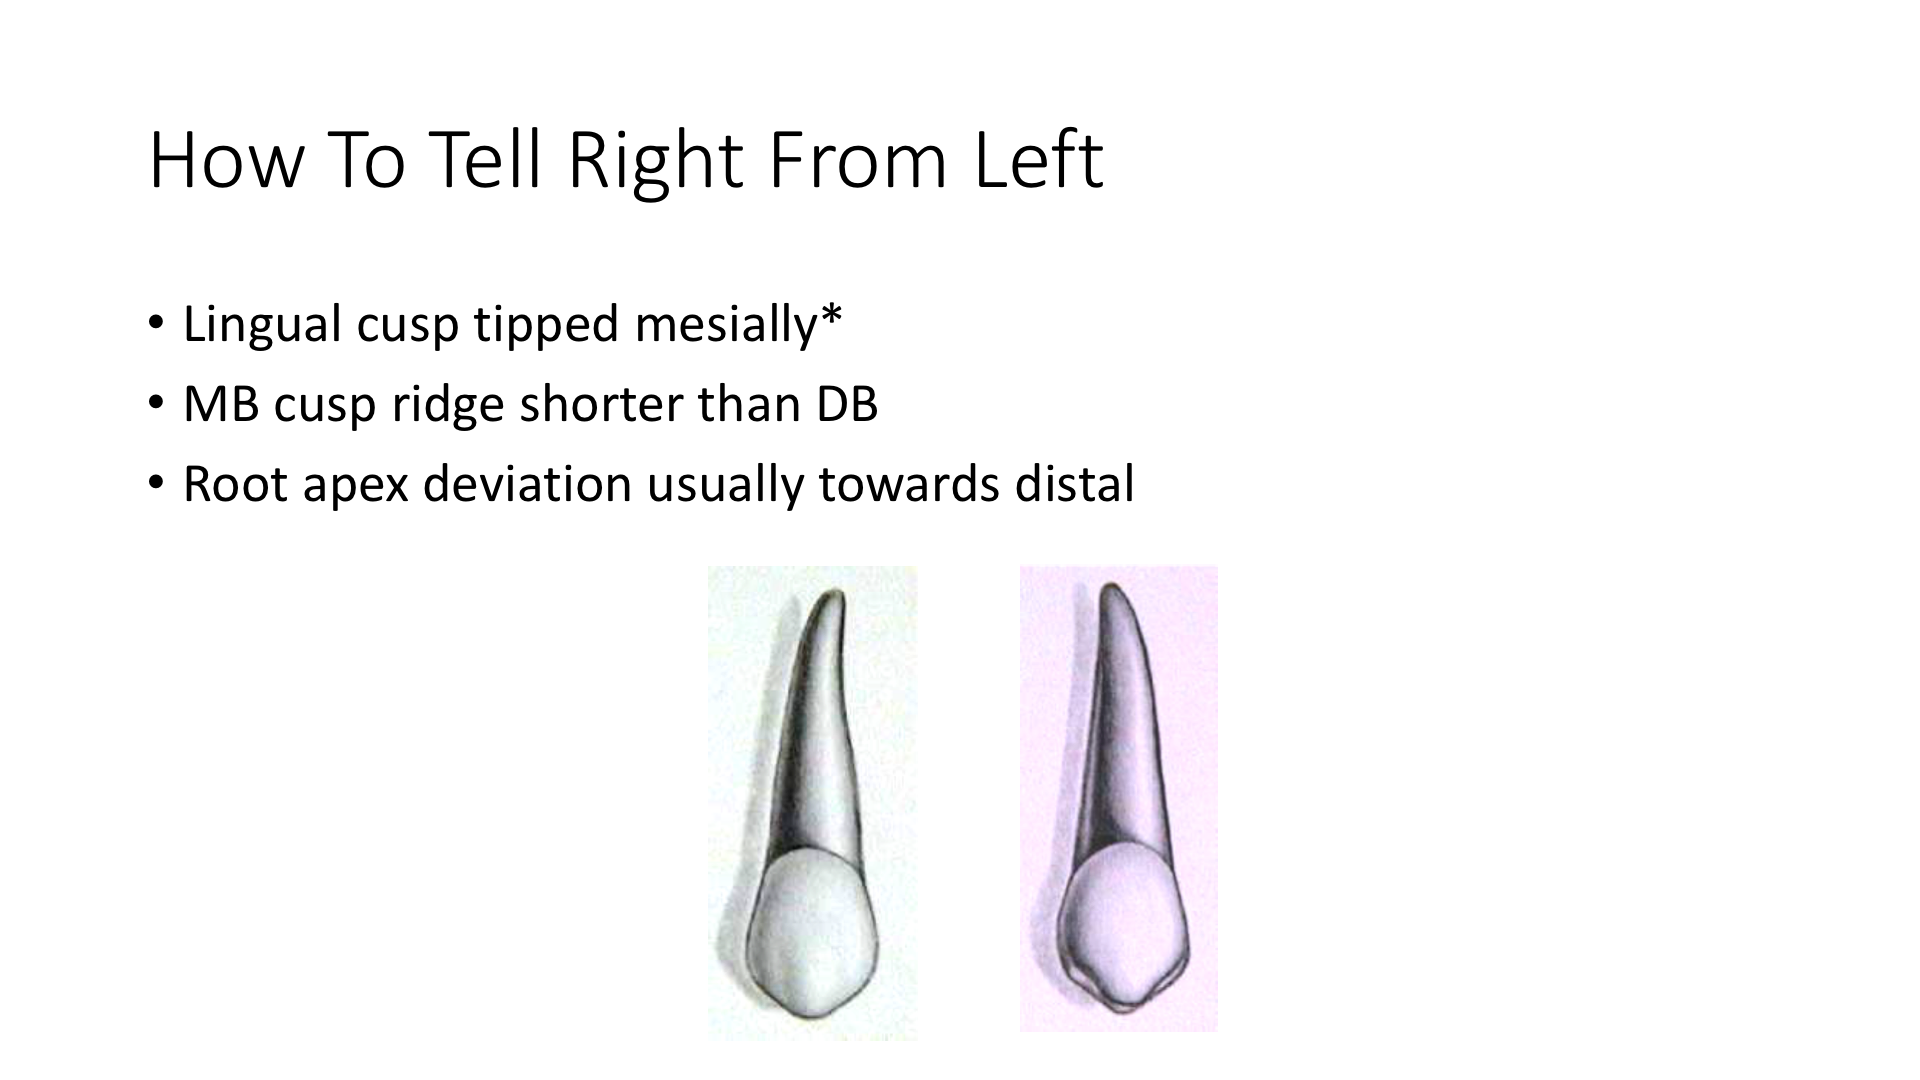 How To Tell Right From Left
• Lingual cusp tipped mesially*
• MB cusp ridge shorter than DB
• Root apex deviation usually towards distal